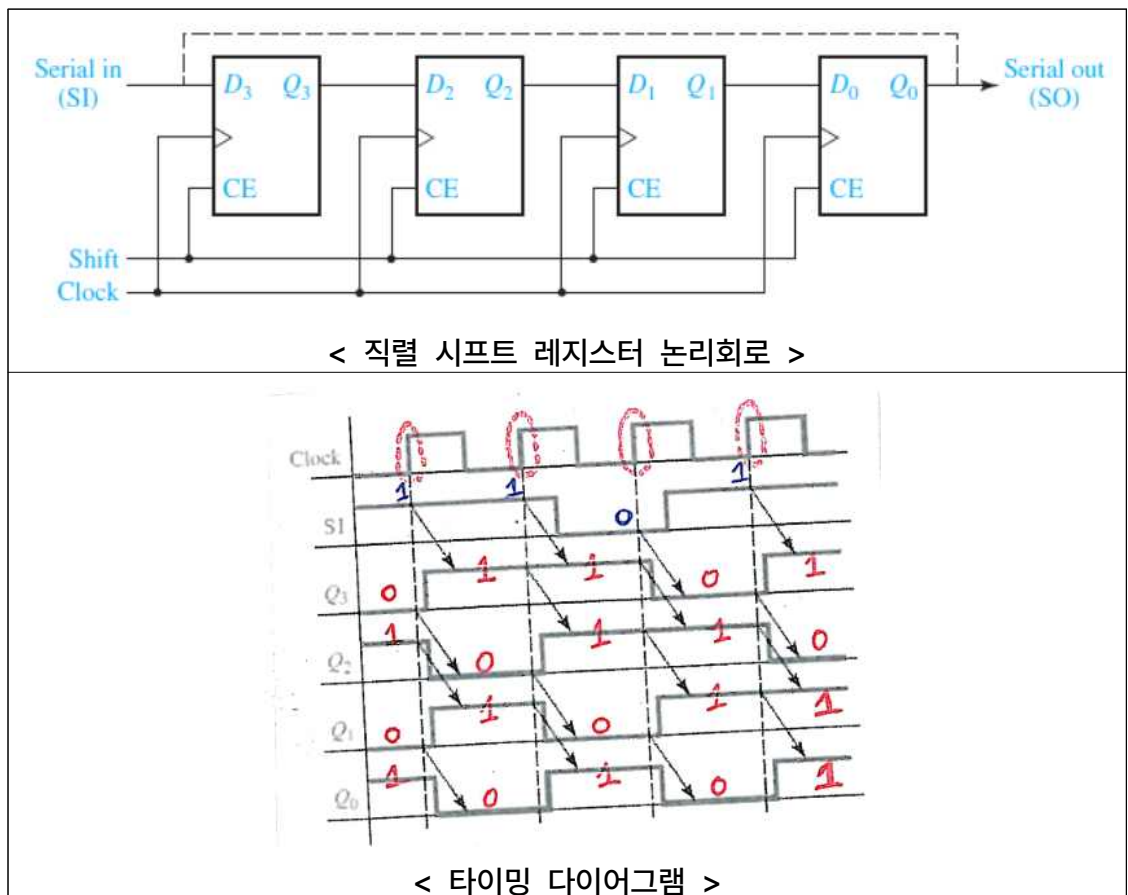 Serial in
(SI)
D3 Q3 D2 Q2 D1 Q1 D0 Q0
Serial out
(SO)
CE CE CE CE
Shift
Clock
< 직렬 시프트 레지스터 논리회로 >
Clock
1 1 0 1
SI
Q3 0 1 1 0 1
Q2 1 0 1 1 0
Q1 0 1 0 1 1
Q0 1 0 1 0 1
< 타이밍 다이어그램 >